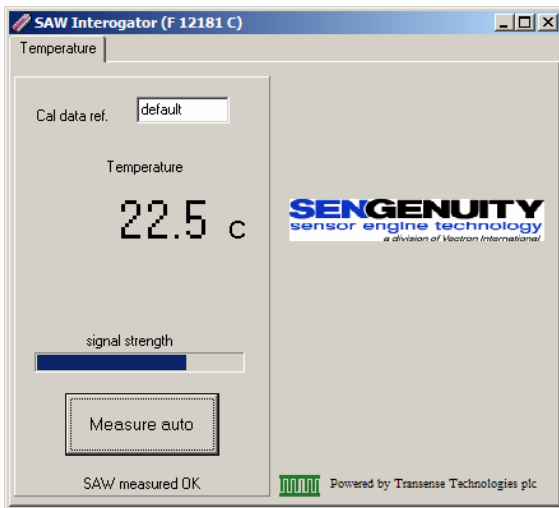 SAW Interogator (F 12181 C)
Temperature
Cal data ref. default
Temperature
22.5 c
signal strength
Measure auto
SAW measured OK
SENGENUITY
sensor engine technology
a division of Vectron International
Powered by Transense Technologies plc